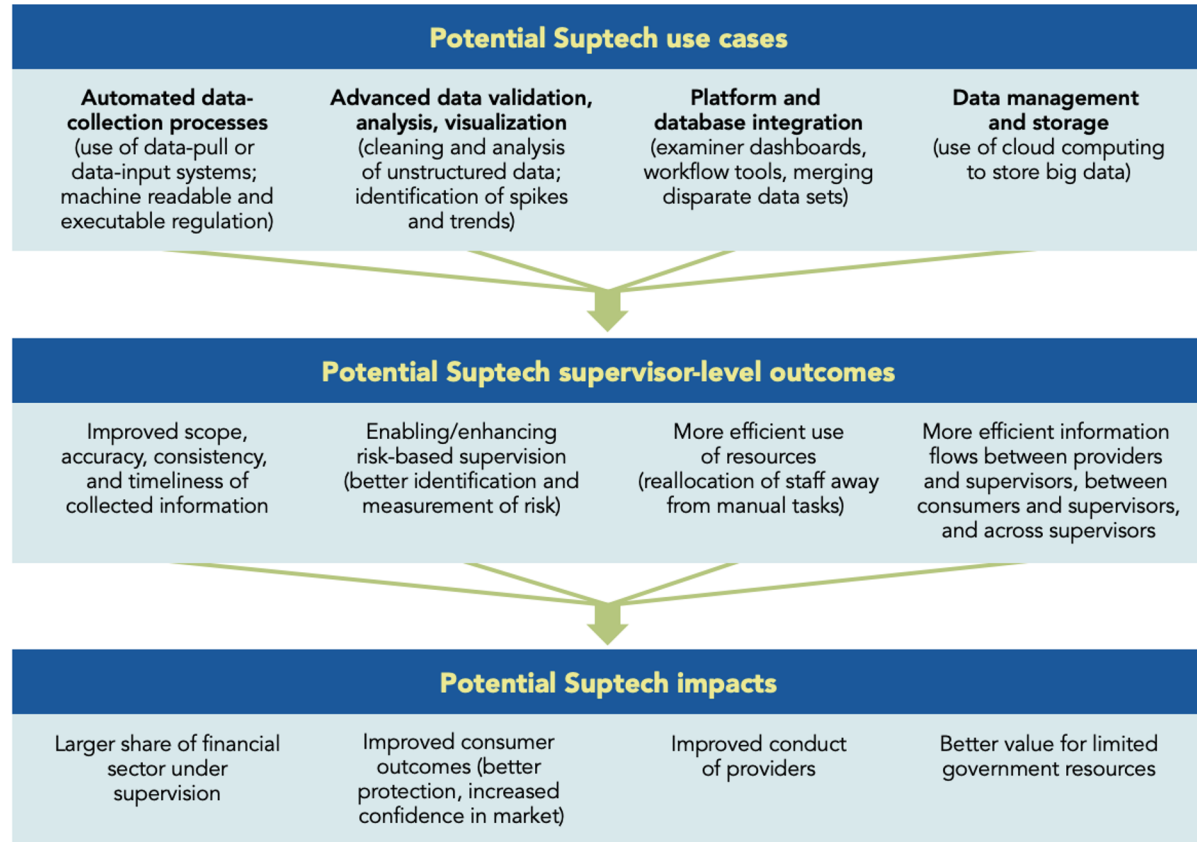 Potential Suptech use cases
Automated data-
collection processes
(use of data-pull or
data-input systems;
machine readable and
executable regulation)
Advanced data validation,
analysis, visualization
(cleaning and analysis
of unstructured data;
identification of spikes
and trends)
Platform and
database integration
(examiner dashboards,
workflow tools, merging
disparate data sets)
Data management
and storage
(use of cloud computing
to store big data)
Potential Suptech supervisor-level outcomes
Improved scope,
accuracy, consistency,
and timeliness of
collected information
Enabling/enhancing
risk-based supervision
(better identification and
measurement of risk)
More efficient use
of resources
(reallocation of staff away
from manual tasks)
More efficient information
flows between providers
and supervisors, between
consumers and supervisors,
and across supervisors
Potential Suptech impacts
Larger share of financial
sector under
supervision
Improved consumer
outcomes (better
protection, increased
confidence in market)
Improved conduct
of providers
Better value for limited
government resources